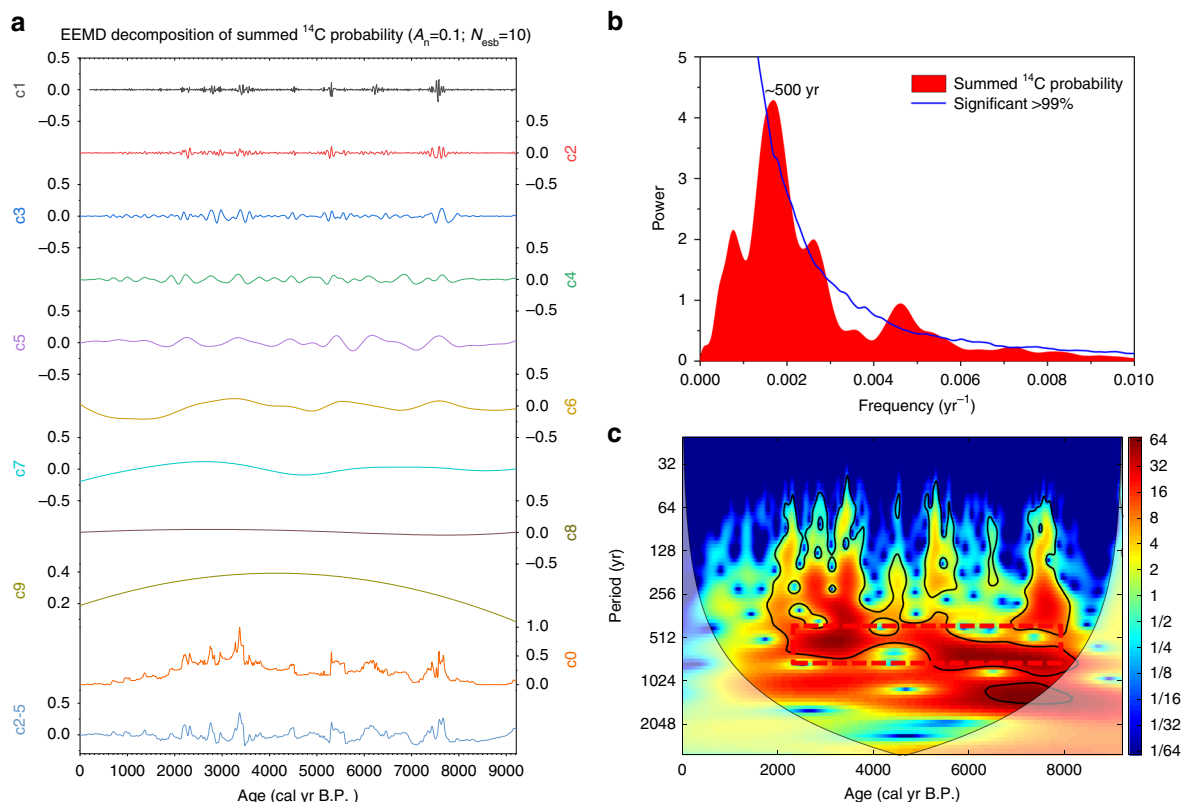 a
EEMD decomposition of summed ¹⁴C probability (Aₙ=0.1; Nₑₛb=10)
c1
0.5
0.0
−0.5
c2
0.5
0.0
−0.5
c3
0.5
0.0
−0.5
c4
0.5
0.0
−0.5
c5
0.5
0.0
−0.5
c6
0.5
0.0
−0.5
c7
0.5
0.0
−0.5
c8
0.5
0.0
−0.5
c9
0.4
0.2
c0
1.0
0.5
0.0
c2-5
0.5
0.0
0 1000 2000 3000 4000 5000 6000 7000 8000 9000
Age (cal yr B.P. )
b
Power
5
4
3
2
1
0
~500 yr
Summed ¹⁴C probability
Significant >99%
0.000 0.002 0.004 0.006 0.008 0.010
Frequency (yr⁻¹)
c
Period (yr)
32
64
128
256
512
1024
2048
0 2000 4000 6000 8000
Age (cal yr B.P.)
64
32
16
8
4
2
1
1/2
1/4
1/8
1/16
1/32
1/64